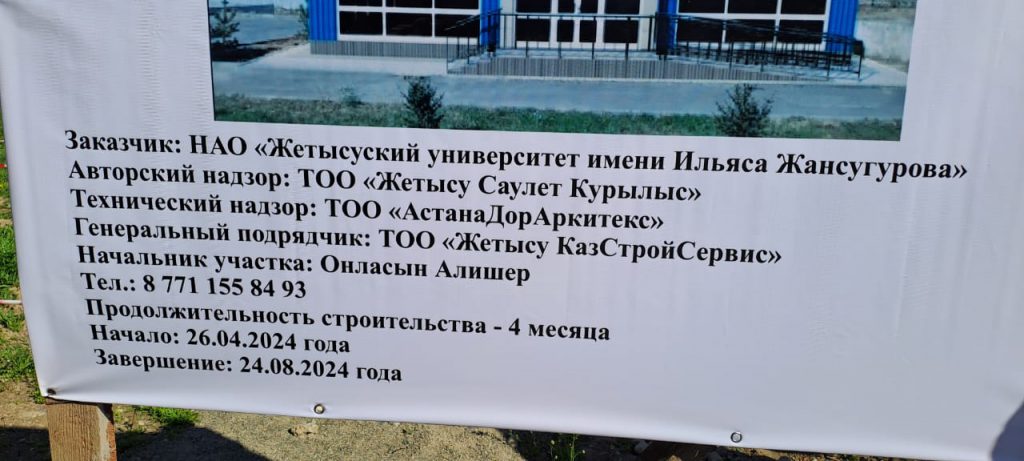 Заказчик: НАО «Жетысуский университет имени Ильяса Жансугурова»
Авторский надзор: ТОО «Жетысу Саулет Курылыс»
Технический надзор: ТОО «АстанаДорАркитекс»
Генеральный подрядчик: ТОО «Жетысу КазСтройСервис»
Начальник участка: Онласын Алишер
Тел.: 8 771 155 84 93
Продолжительность строительства - 4 месяца
Начало: 26.04.2024 года
Завершение: 24.08.2024 года